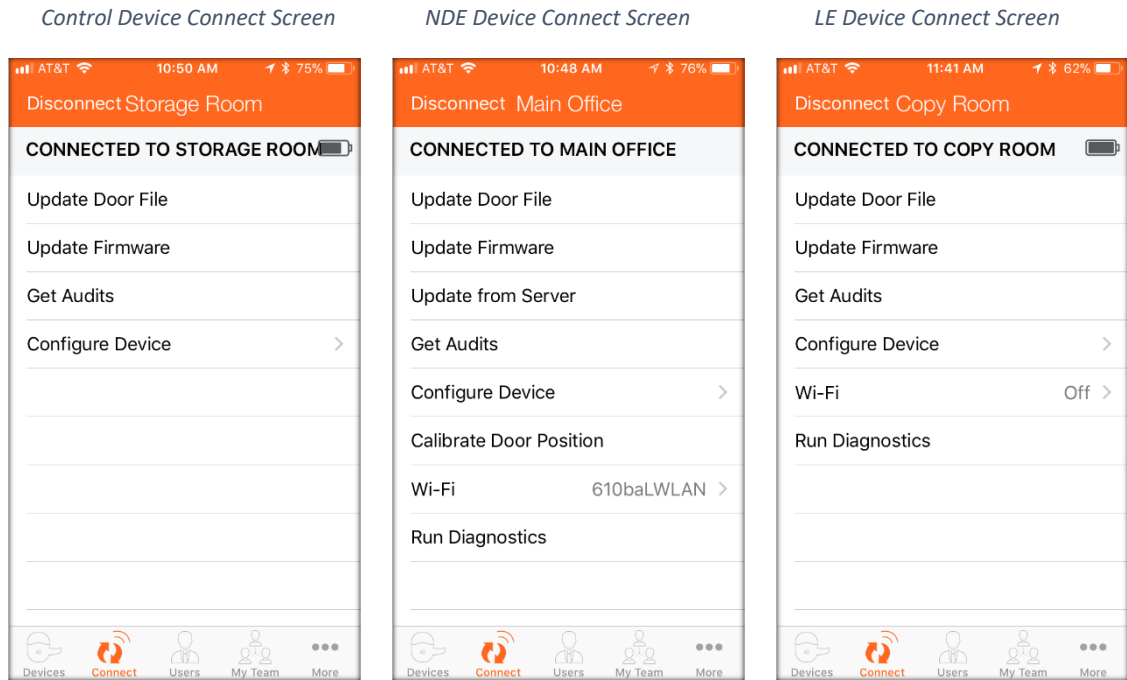 Control Device Connect Screen
NDE Device Connect Screen
LE Device Connect Screen
AT&T 10:50 AM 75%
Disconnect Storage Room
CONNECTED TO STORAGE ROOM
Update Door File
Update Firmware
Get Audits
Configure Device
Devices Connect Users My Team More
AT&T 10:48 AM 76%
Disconnect Main Office
CONNECTED TO MAIN OFFICE
Update Door File
Update Firmware
Update from Server
Get Audits
Configure Device
Calibrate Door Position
Wi-Fi 610baLWLAN
Run Diagnostics
Devices Connect Users My Team More
AT&T 11:41 AM 62%
Disconnect Copy Room
CONNECTED TO COPY ROOM
Update Door File
Update Firmware
Get Audits
Configure Device
Wi-Fi Off
Run Diagnostics
Devices Connect Users My Team More